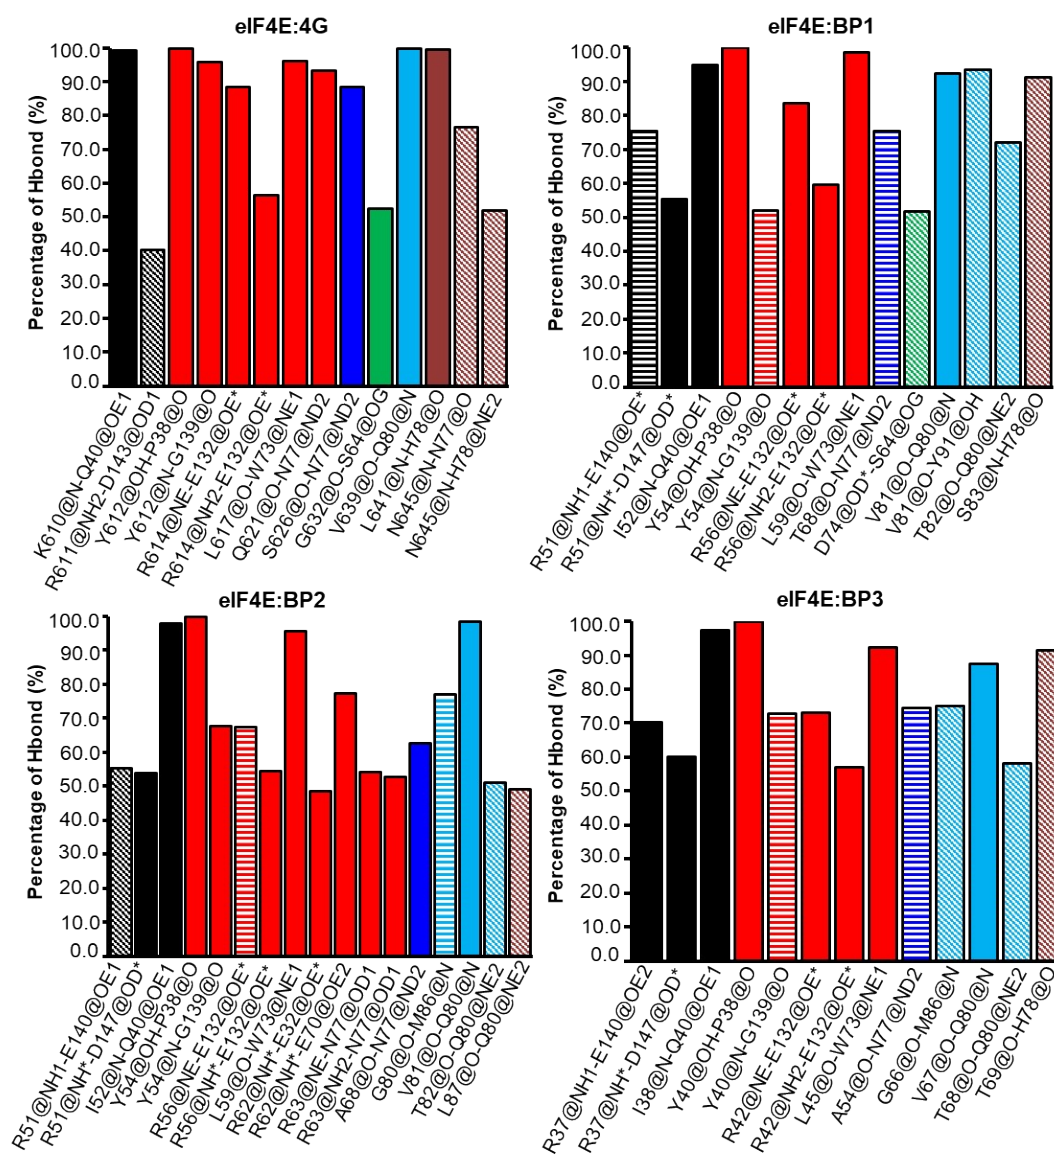 eIF4E:4G
Percentage of Hbond (%)
100.0
90.0
80.0
70.0
60.0
50.0
40.0
30.0
20.0
10.0
0.0
K610@N-Q40@OE1
R611@NH2-D143@OD1
Y612@OH-P38@O
Y612@N-G139@O
R614@NE-E132@OE*
R614@NH2-E132@OE*
L617@O-W73@NE1
Q621@O-N77@ND2
S626@O-N77@ND2
G632@O-S64@OG
V639@O-Q80@N
L641@N-H78@O
N645@N-N77@O
N645@N-H78@NE2
eIF4E:BP1
Percentage of Hbond (%)
100.0
90.0
80.0
70.0
60.0
50.0
40.0
30.0
20.0
10.0
0.0
R51@NH1-E140@OE*
R51@NH*-D147@OD*
I52@N-Q40@OE1
Y54@OH-P38@O
Y54@N-G139@O
R56@NE-E132@OE*
R56@NH2-E132@OE*
L59@O-W73@NE1
T68@O-N77@ND2
D74@OD*-S64@OG
V81@O-Q80@N
V81@O-Y91@OH
T82@O-Q80@NE2
S83@N-H78@O
eIF4E:BP2
Percentage of Hbond (%)
100.0
90.0
80.0
70.0
60.0
50.0
40.0
30.0
20.0
10.0
0.0
R51@NH1-E140@OE1
R51@NH*-D147@OD*
I52@N-Q40@OE1
Y54@OH-P38@O
Y54@N-G139@O
R56@NE-E132@OE*
R56@NH*-E132@OE*
L59@O-W73@NE1
R62@NH*-E132@OE*
R62@NH*-E70@OE2
R63@NE-N77@OD1
R63@NH2-N77@OD1
A68@O-N77@ND2
G80@O-M86@N
V81@O-Q80@N
T82@O-Q80@NE2
L87@O-Q80@NE2
eIF4E:BP3
Percentage of Hbond (%)
100.0
90.0
80.0
70.0
60.0
50.0
40.0
30.0
20.0
10.0
0.0
R37@NH1-E140@OE2
R37@NH*-D147@OD*
I38@N-Q40@OE1
Y40@OH-P38@O
Y40@N-G139@O
R42@NE-E132@OE*
R42@NH2-E132@OE*
L45@O-W73@NE1
A54@O-N77@ND2
G66@O-M86@N
V67@O-Q80@N
T68@O-Q80@NE2
T69@O-H78@O